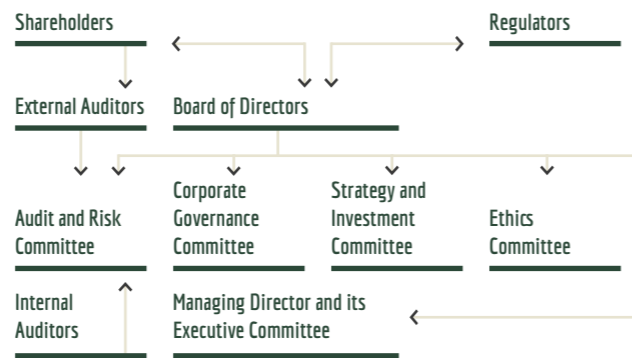 Shareholders
Regulators
External Auditors
Board of Directors
Audit and Risk
Committee
Corporate
Governance
Committee
Strategy and
Investment
Committee
Ethics
Committee
Internal
Auditors
Managing Director and its
Executive Committee